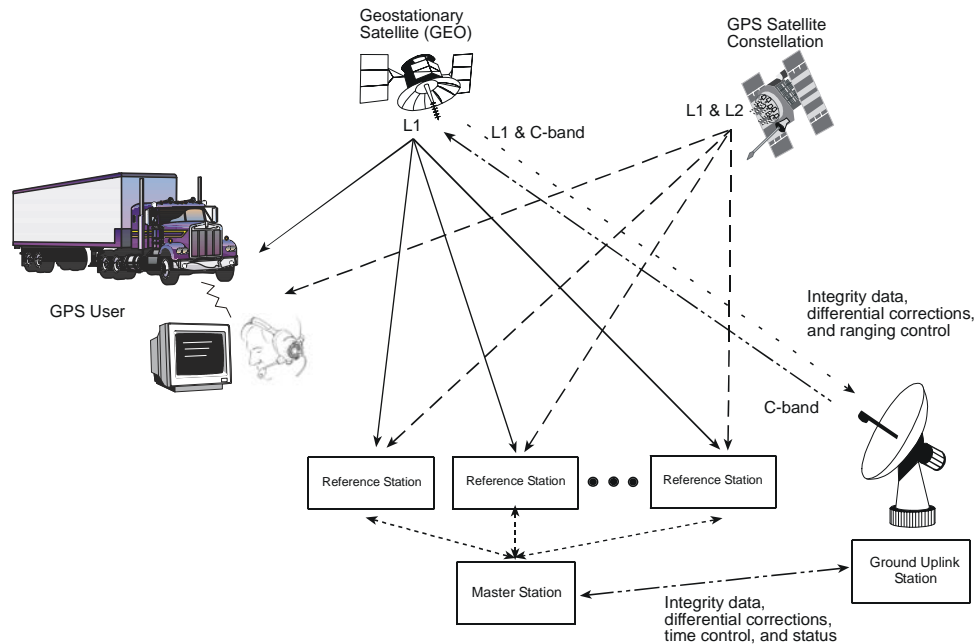 Geostationary
Satellite (GEO)
GPS Satellite
Constellation
L1
L1 & C-band
L1 & L2
GPS User
Integrity data,
differential corrections,
and ranging control
C-band
Reference Station
Reference Station
Reference Station
Master Station
Ground Uplink
Station
Integrity data,
differential corrections,
time control, and status